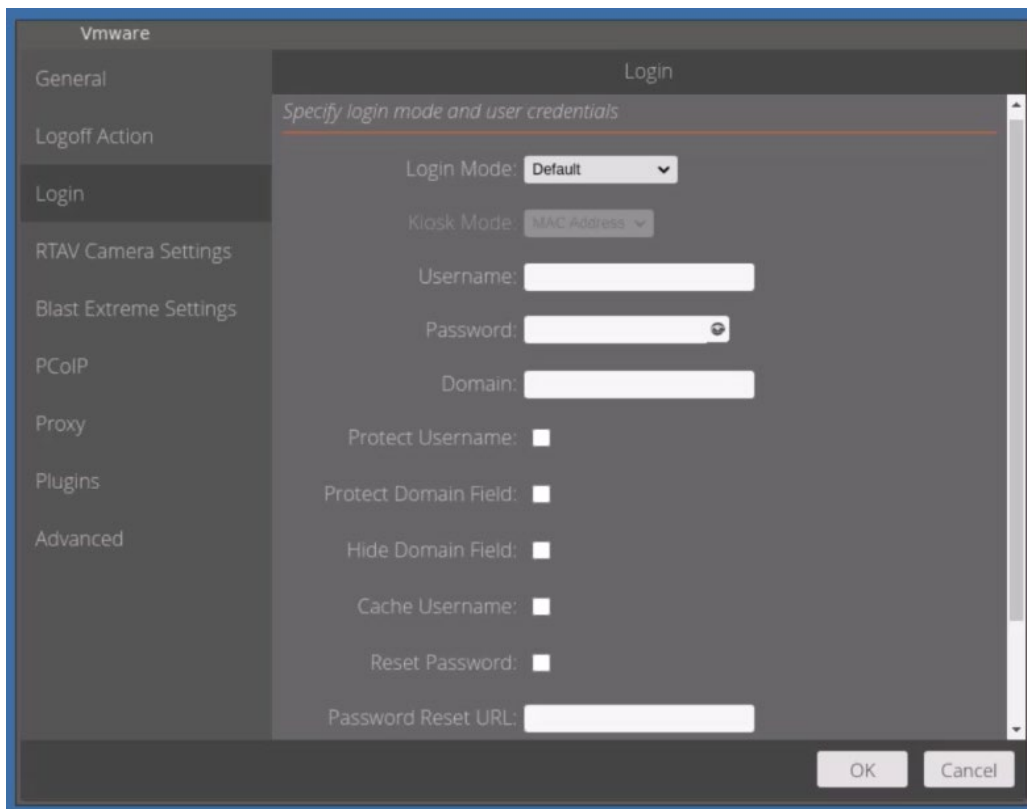 Vmware
General
Logoff Action
Login
RTAV Camera Settings
Blast Extreme Settings
PCoIP
Proxy
Plugins
Advanced
Login
Specify login mode and user credentials
Login Mode: Default
Kiosk Mode: MAC Address
Username:
Password:
Domain:
Protect Username:
Protect Domain Field:
Hide Domain Field:
Cache Username:
Reset Password:
Password Reset URL:
OK Cancel